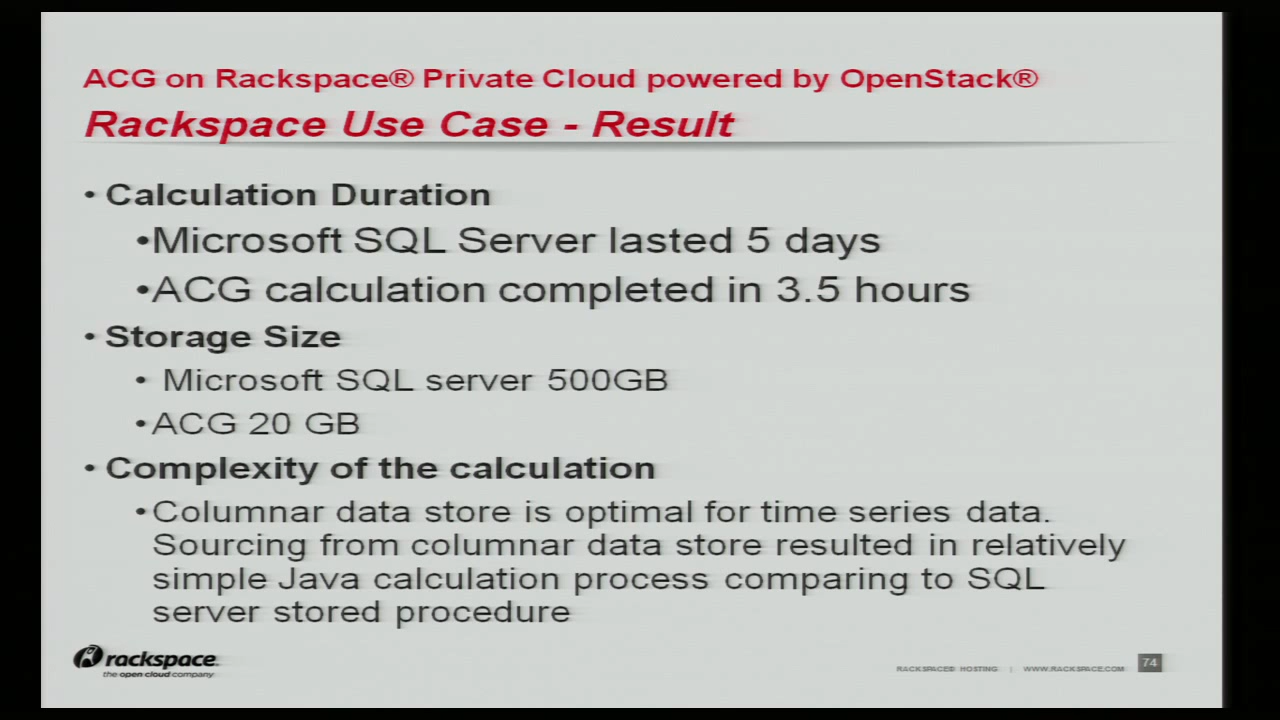 ACG on Rackspace® Private Cloud powered by OpenStack®
Rackspace Use Case - Result
• Calculation Duration
•Microsoft SQL Server lasted 5 days
•ACG calculation completed in 3.5 hours
• Storage Size
• Microsoft SQL server 500GB
•ACG 20 GB
• Complexity of the calculation
•Columnar data store is optimal for time series data.
Sourcing from columnar data store resulted in relatively
simple Java calculation process comparing to SQL
server stored procedure
rackspace.
the open cloud company
RACKSPACE® HOSTING | WWW.RACKSPACE.COM
74